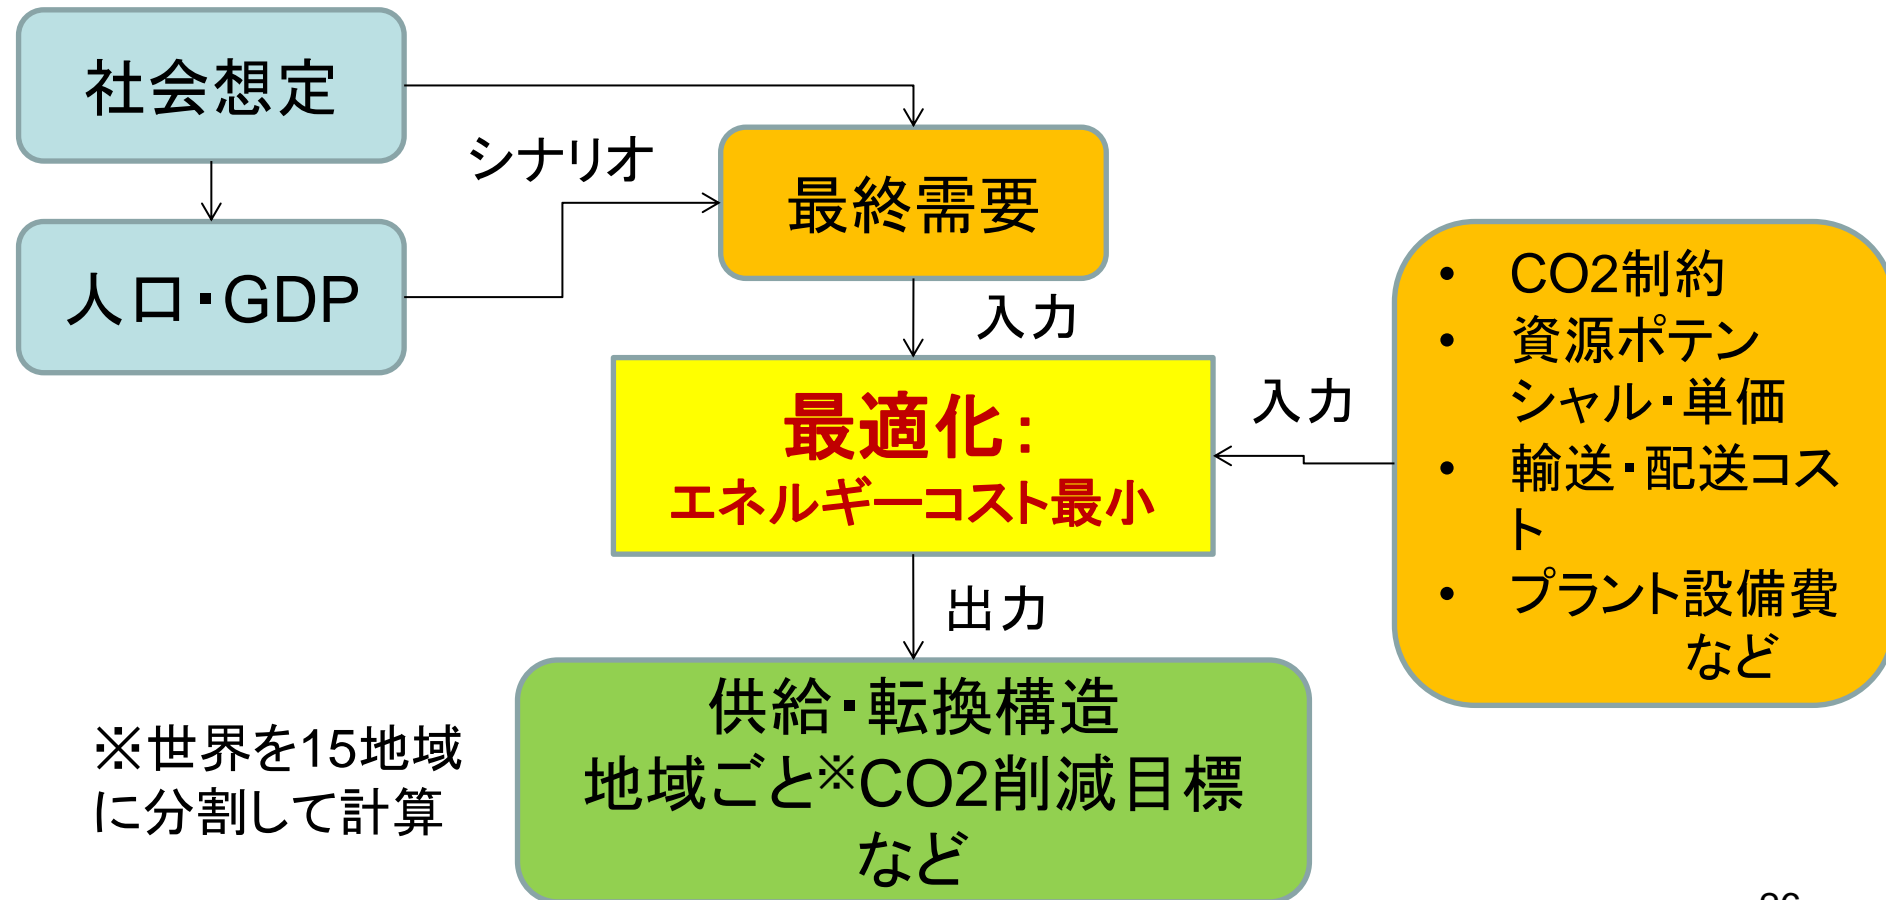 社会想定
シナリオ
最終需要
人口・GDP
入力
最適化：
エネルギーコスト最小
入力
• CO2制約
• 資源ポテン
シャル・単価
• 輸送・配送コス
ト
• プラント設備費
など
出力
供給・転換構造
地域ごと※CO2削減目標
など
※世界を15地域
に分割して計算